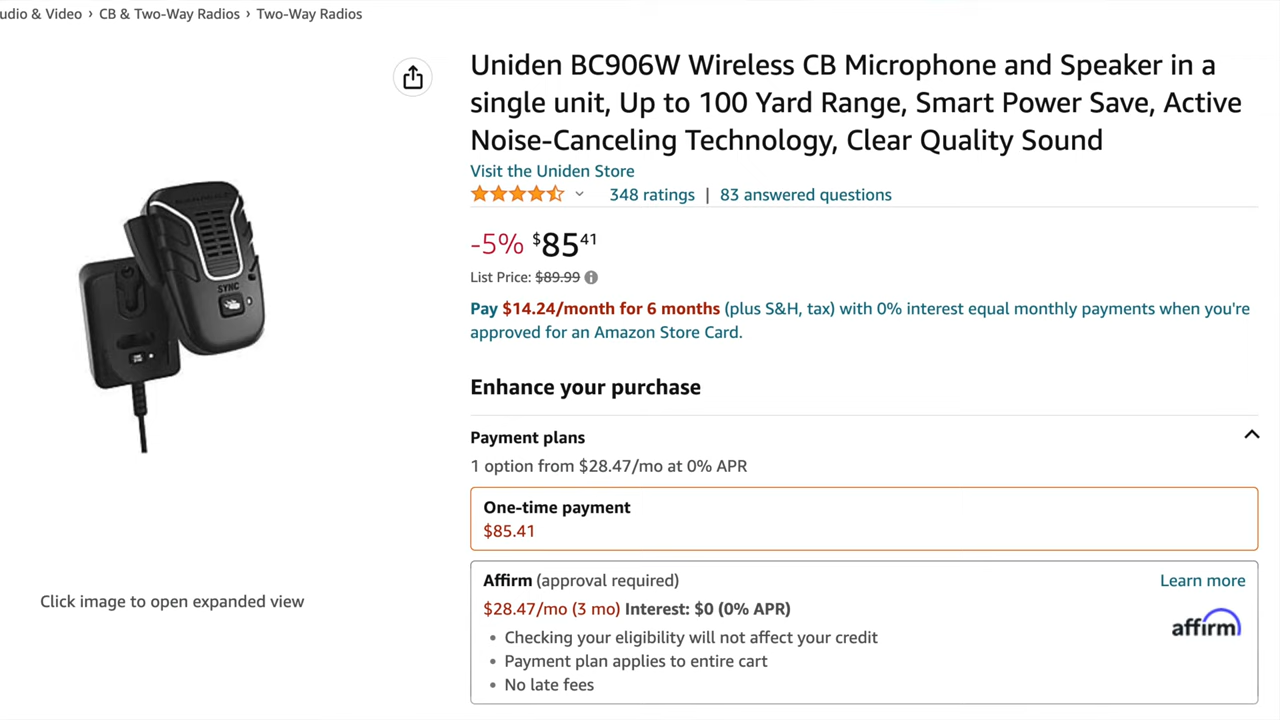 udio & Video › CB & Two-Way Radios › Two-Way Radios
Uniden BC906W Wireless CB Microphone and Speaker in a
single unit, Up to 100 Yard Range, Smart Power Save, Active
Noise-Canceling Technology, Clear Quality Sound
Visit the Uniden Store
348 ratings | 83 answered questions
-5% $8541
List Price: $89.99
Pay $14.24/month for 6 months (plus S&H, tax) with 0% interest equal monthly payments when you're
approved for an Amazon Store Card.
SYNC
Enhance your purchase
Payment plans
1 option from $28.47/mo at 0% APR
One-time payment
$85.41
Affirm (approval required)
Learn more
$28.47/mo (3 mo) Interest: $0 (0% APR)
affirm
• Checking your eligibility will not affect your credit
• Payment plan applies to entire cart
• No late fees
Click image to open expanded view